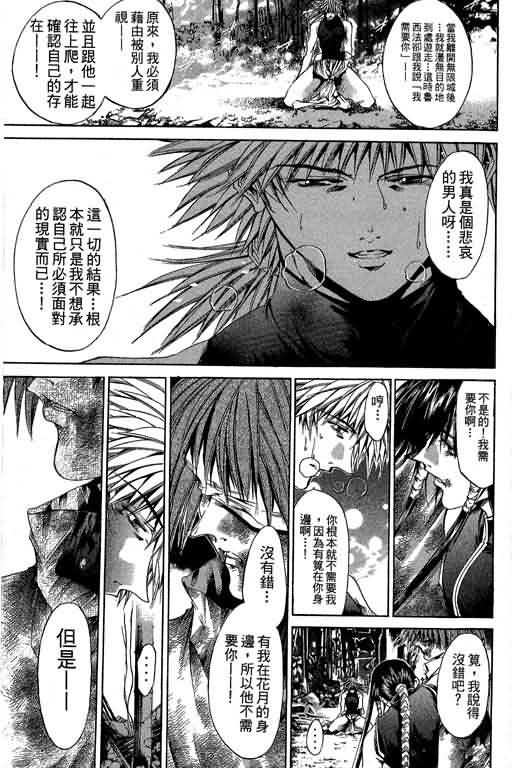 當我離開無限城後
…我就漫無目的地
到處遊走…這時魯
西法卻跟我說「我
需要你」！
原來，我必須
藉由被別人重
視——
並且跟他一起
往上爬，才能
確認自己的存
在——！
我真是個悲哀
的男人呀……
這一切的結果…根
本就只是我不想承
認自己所必須面對
的現實而已…！
不是的！我需
要你啊…
哼…
你根本就不需要我
，因為有筧在你身
邊啊…！
筧，我說得
沒錯吧？
……
沒有錯…
有我在花月的身
邊，所以他不需
要你！
……
但是——